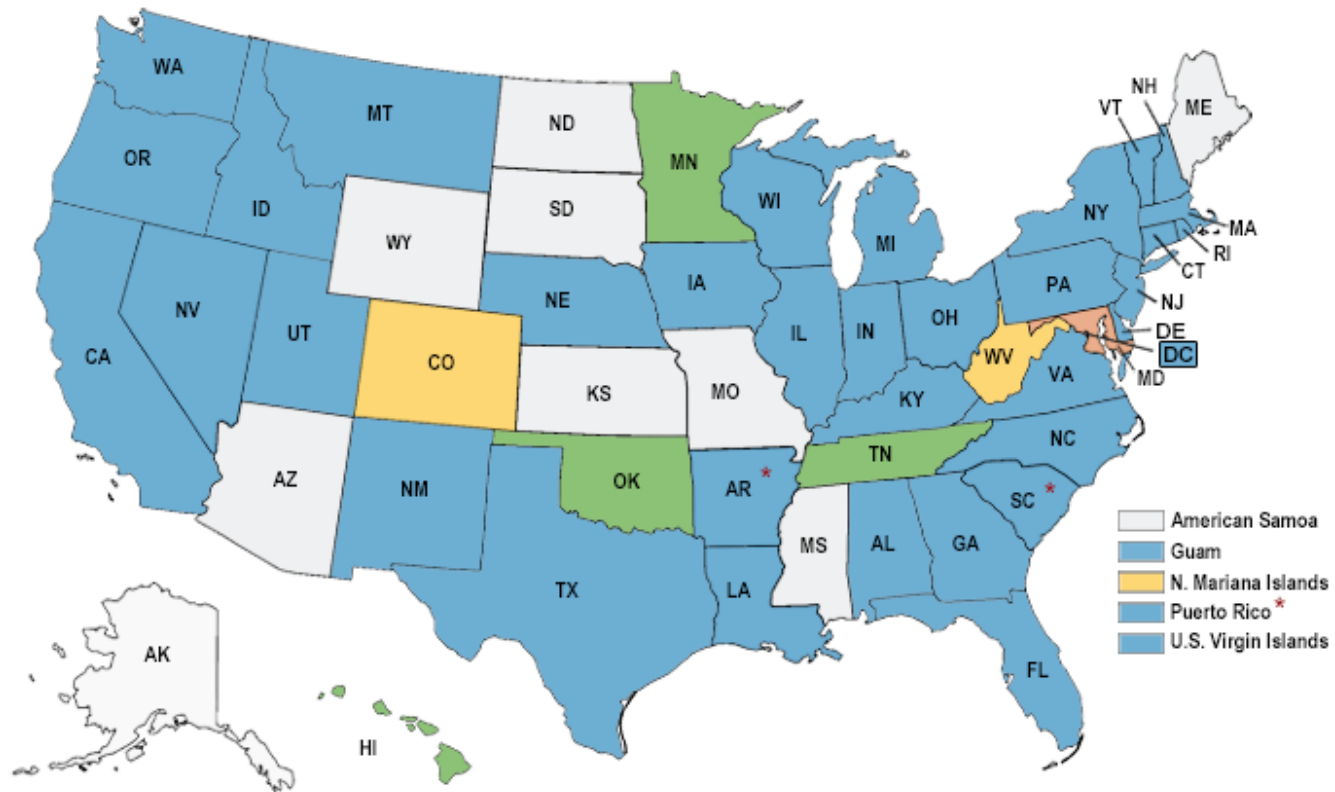 WA
MT
ND
MN
VT
NH
ME
OR
ID
SD
WI
MI
NY
MA
RI
CT
WY
NE
IA
PA
NJ
NV
UT
CO
IL
IN
OH
DE
DC
MD
WV
VA
CA
KS
MO
KY
NC
TN
AZ
NM
OK
AR *
SC *
MS
AL
GA
TX
LA
FL
AK
HI
American Samoa
Guam
N. Mariana Islands
Puerto Rico *
U.S. Virgin Islands